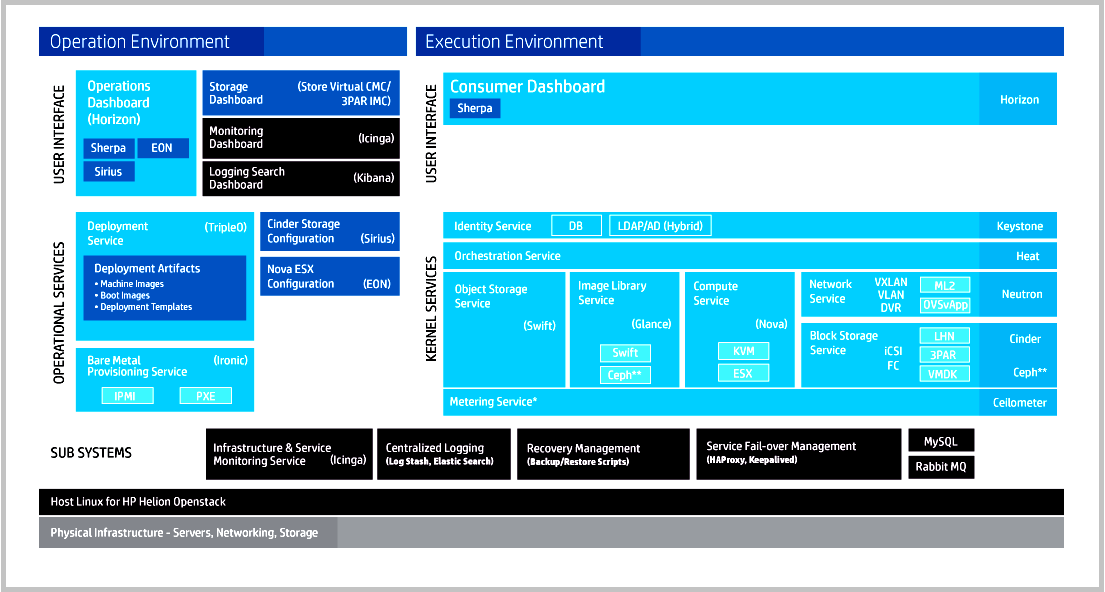 Operation Environment
Execution Environment
USER INTERFACE
Operations
Dashboard
(Horizon)
Sherpa
EON
Sirius
Storage
Dashboard
(Store Virtual CMC/
3PAR IMC)
Monitoring
Dashboard
(Icinga)
Logging Search
Dashboard
(Kibana)
USER INTERFACE
Consumer Dashboard
Sherpa
Horizon
OPERATIONAL SERVICES
Deployment
Service
(TripleO)
Deployment Artifacts
• Machine Images
• Boot Images
• Deployment Templates
Cinder Storage
Configuration
(Sirius)
Nova ESX
Configuration
(EON)
Bare Metal
Provisioning Service
(Ironic)
IPMI
PXE
KERNEL SERVICES
Identity Service
DB
LDAP/AD (Hybrid)
Keystone
Orchestration Service
Heat
Object Storage
Service
(Swift)
Image Library
Service
(Glance)
Swift
Ceph**
Compute
Service
(Nova)
KVM
ESX
Network
Service
VXLAN
VLAN
DVR
ML2
OVSvApp
Neutron
Block Storage
Service
iCSI
FC
LHN
3PAR
VMDK
Cinder
Ceph**
Metering Service*
Ceilometer
SUB SYSTEMS
Infrastructure & Service
Monitoring Service
(Icinga)
Centralized Logging
(Log Stash, Elastic Search)
Recovery Management
(Backup/Restore Scripts)
Service Fail-over Management
(HAProxy, Keepalived)
MySQL
Rabbit MQ
Host Linux for HP Helion Openstack
Physical Infrastructure - Servers, Networking, Storage